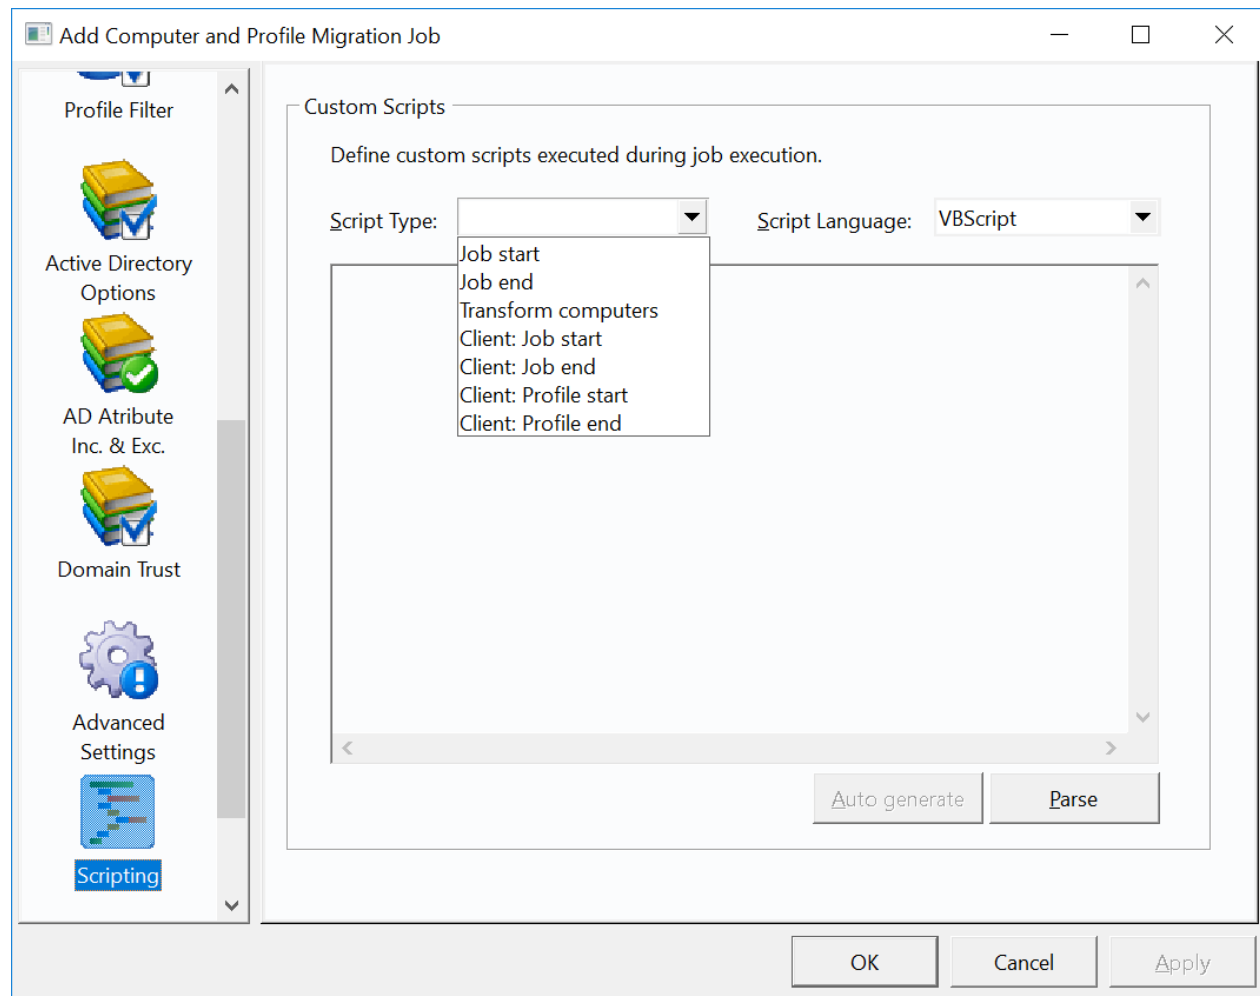 Add Computer and Profile Migration Job
Profile Filter
Active Directory
Options
AD Atribute
Inc. & Exc.
Domain Trust
Advanced
Settings
Scripting
Custom Scripts
Define custom scripts executed during job execution.
Script Type:
Script Language: VBScript
Job start
Job end
Transform computers
Client: Job start
Client: Job end
Client: Profile start
Client: Profile end
Auto generate
Parse
OK
Cancel
Apply